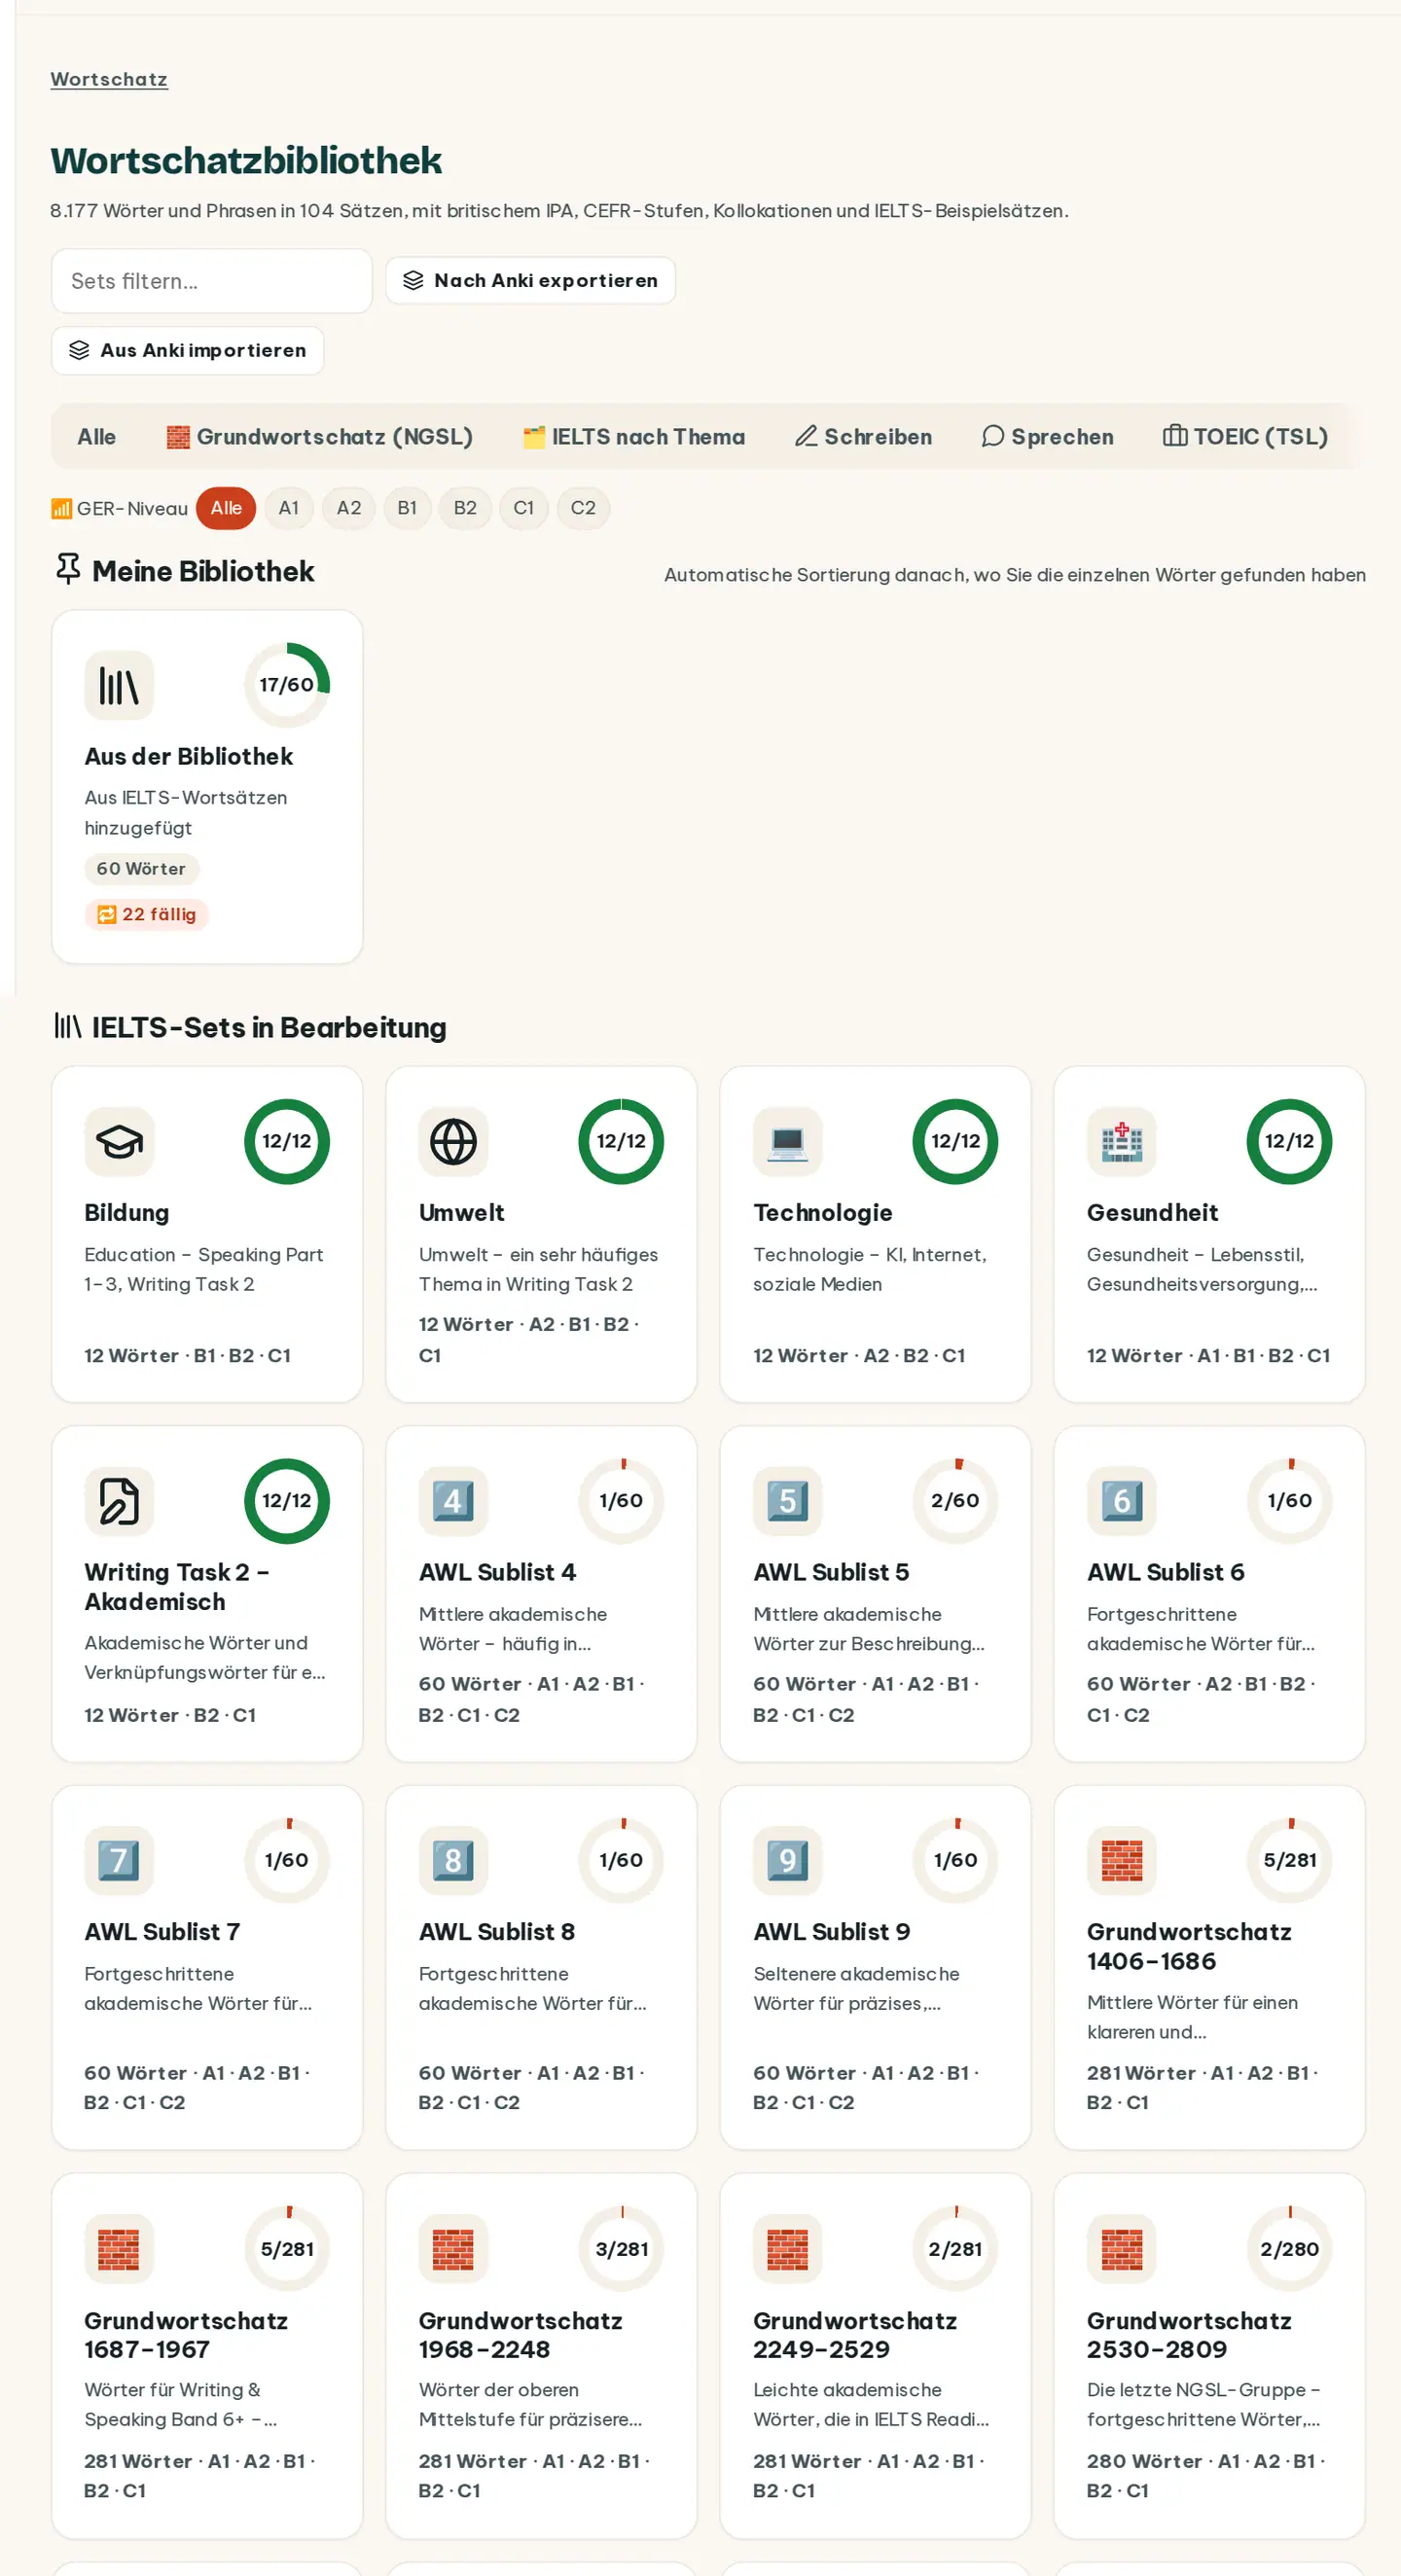 Wortschatz
Wortschatzbibliothek
8.177 Wörter und Phrasen in 104 Sätzen, mit britischem IPA, CEFR-Stufen, Kollokationen und IELTS-Beispielsätzen.
Sets filtern...
Nach Anki exportieren
Aus Anki importieren
Alle
Grundwortschatz (NGSL)
IELTS nach Thema
Schreiben
Sprechen
TOEIC (TSL)
GER-Niveau
Alle
A1
A2
B1
B2
C1
C2
Meine Bibliothek
Automatische Sortierung danach, wo Sie die einzelnen Wörter gefunden haben
17/60
Aus der Bibliothek
Aus IELTS-Wortsätzen
hinzugefügt
60 Wörter
22 fällig
IELTS-Sets in Bearbeitung
12/12
Bildung
Education – Speaking Part
1–3, Writing Task 2
12 Wörter · B1 · B2 · C1
12/12
Umwelt
Umwelt – ein sehr häufiges
Thema in Writing Task 2
12 Wörter · A2 · B1 · B2 ·
C1
12/12
Technologie
Technologie – KI, Internet,
soziale Medien
12 Wörter · A2 · B2 · C1
12/12
Gesundheit
Gesundheit – Lebensstil,
Gesundheitsversorgung,...
12 Wörter · A1 · B1 · B2 · C1
12/12
Writing Task 2 –
Akademisch
Akademische Wörter und
Verknüpfungswörter für e...
12 Wörter · B2 · C1
4
1/60
AWL Sublist 4
Mittlere akademische
Wörter – häufig in...
60 Wörter · A1 · A2 · B1 ·
B2 · C1 · C2
5
2/60
AWL Sublist 5
Mittlere akademische
Wörter zur Beschreibung...
60 Wörter · A1 · A2 · B1 ·
B2 · C1 · C2
6
1/60
AWL Sublist 6
Fortgeschrittene
akademische Wörter für...
60 Wörter · A2 · B1 · B2 ·
C1 · C2
7
1/60
AWL Sublist 7
Fortgeschrittene
akademische Wörter für...
60 Wörter · A1 · A2 · B1 ·
B2 · C1 · C2
8
1/60
AWL Sublist 8
Fortgeschrittene
akademische Wörter für...
60 Wörter · A1 · A2 · B1 ·
B2 · C1 · C2
9
1/60
AWL Sublist 9
Seltenere akademische
Wörter für präzises,...
60 Wörter · A1 · A2 · B1 ·
B2 · C1 · C2
5/281
Grundwortschatz
1406–1686
Mittlere Wörter für einen
klareren und...
281 Wörter · A1 · A2 · B1 ·
B2 · C1
5/281
Grundwortschatz
1687–1967
Wörter für Writing &
Speaking Band 6+ –...
281 Wörter · A1 · A2 · B1 ·
B2 · C1
3/281
Grundwortschatz
1968–2248
Wörter der oberen
Mittelstufe für präzisere...
281 Wörter · A1 · A2 · B1 ·
B2 · C1
2/281
Grundwortschatz
2249–2529
Leichte akademische
Wörter, die in IELTS Readi...
281 Wörter · A1 · A2 · B1 ·
B2 · C1
2/280
Grundwortschatz
2530–2809
Die letzte NGSL-Gruppe –
fortgeschrittene Wörter,...
280 Wörter · A1 · A2 · B1 ·
B2 · C1